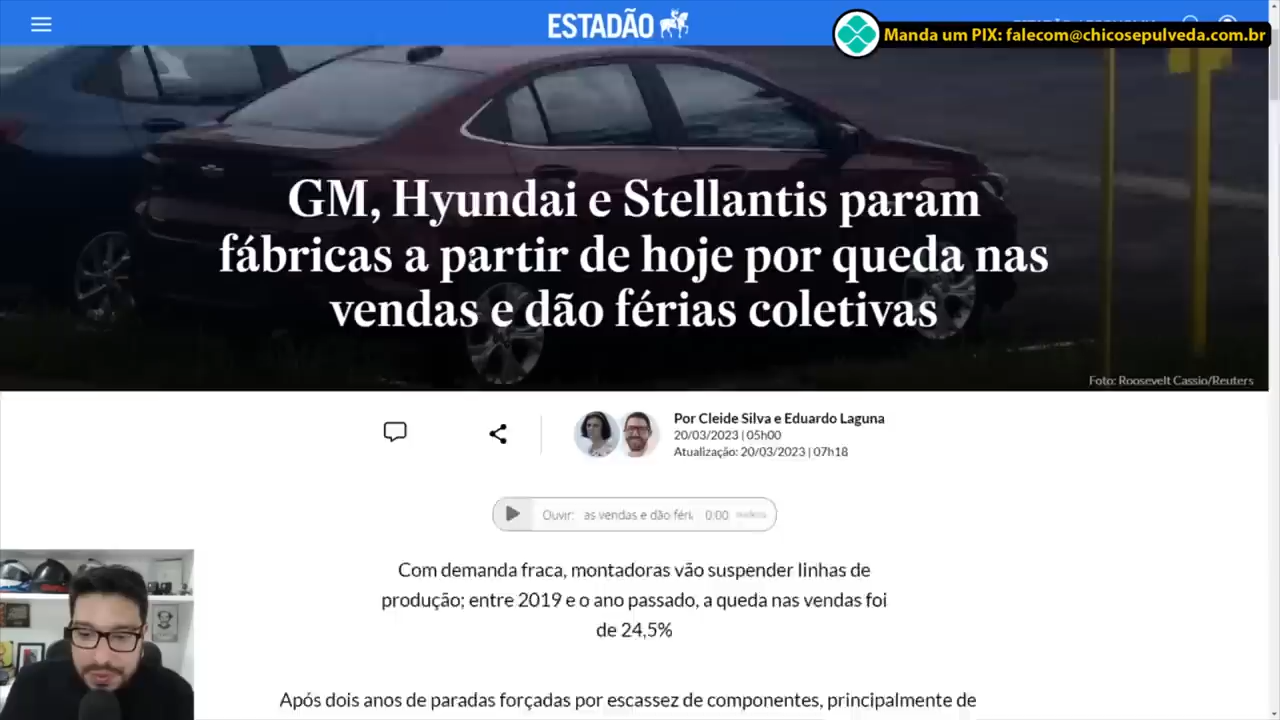 ESTADÃO
Manda um PIX: falecom@chicosepulveda.com.br
GM, Hyundai e Stellantis param
fábricas a partir de hoje por queda nas
vendas e dão férias coletivas
Foto: Roosevelt Cassio/Reuters
Por Cleide Silva e Eduardo Laguna
20/03/2023 | 05h00
Atualização: 20/03/2023 | 07h18
Ouvir: as vendas e dão féri 0:00
Com demanda fraca, montadoras vão suspender linhas de
produção; entre 2019 e o ano passado, a queda nas vendas foi
de 24,5%
Após dois anos de paradas forçadas por escassez de componentes, principalmente de